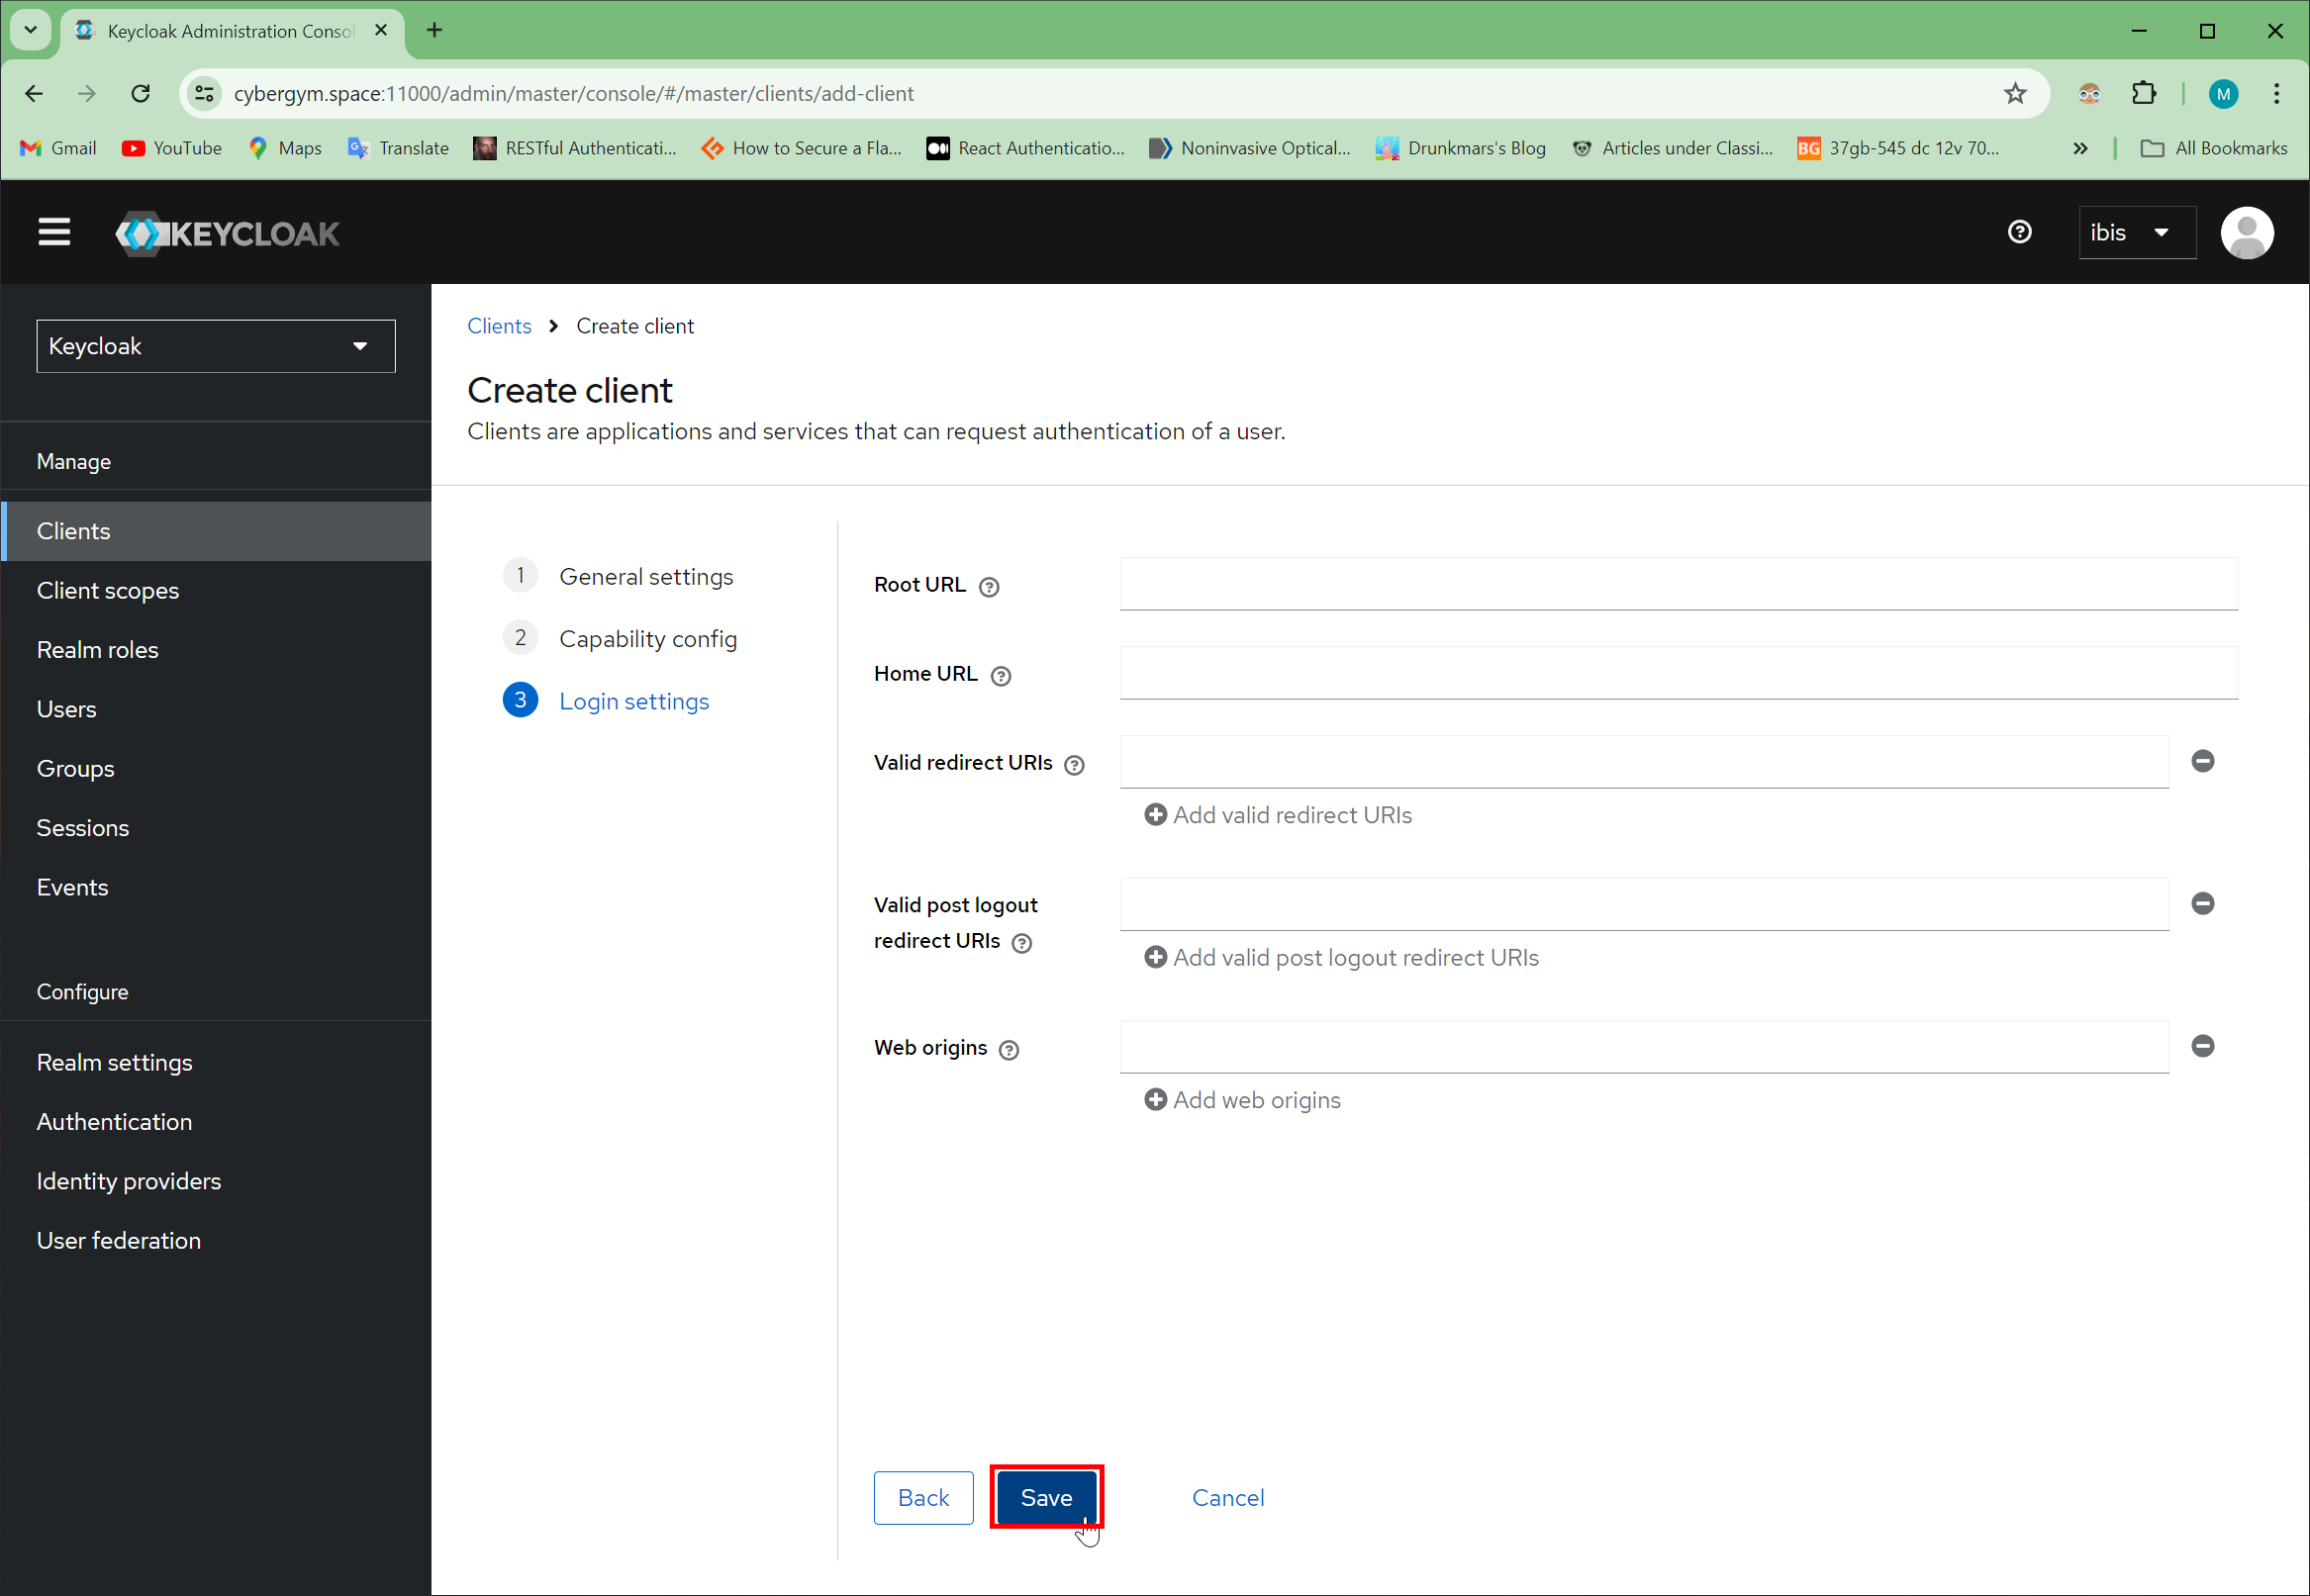 Keycloak Administration Conso
cybergym.space:11000/admin/master/console/#/master/clients/add-client
M
Gmail YouTube Maps Translate RESTful Authenticati... How to Secure a Fla... React Authenticatio... Noninvasive Optical... Drunkmars's Blog Articles under Classi... BG 37gb-545 dc 12v 70... » All Bookmarks
KEYCLOAK
ibis
Keycloak
Manage
Clients
Client scopes
Realm roles
Users
Groups
Sessions
Events
Configure
Realm settings
Authentication
Identity providers
User federation
Clients > Create client
Create client
Clients are applications and services that can request authentication of a user.
1 General settings
2 Capability config
3 Login settings
Root URL
Home URL
Valid redirect URIs
Add valid redirect URIs
Valid post logout
redirect URIs
Add valid post logout redirect URIs
Web origins
Add web origins
Back Save Cancel